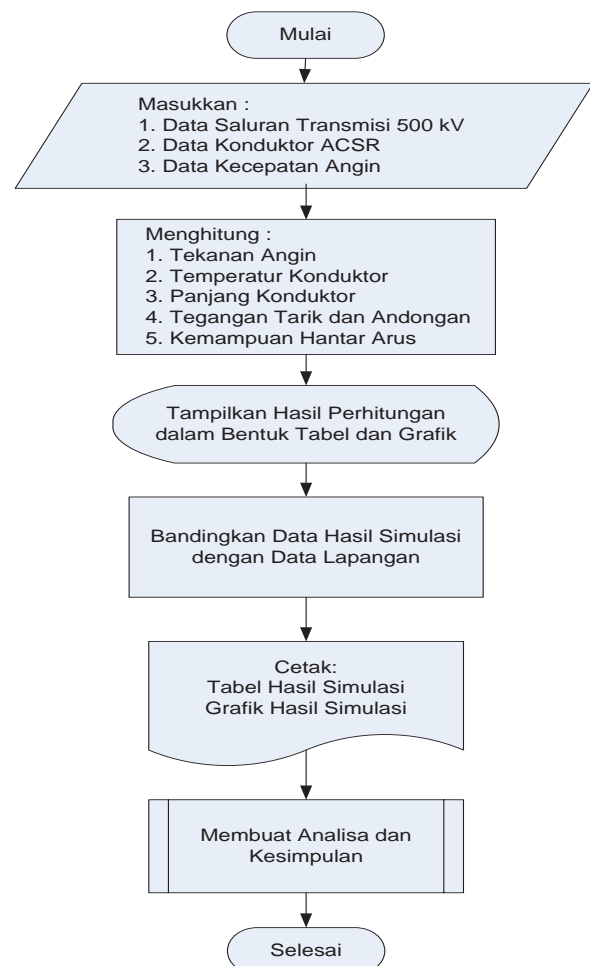 Mulai
Masukkan :
1. Data Saluran Transmisi 500 kV
2. Data Konduktor ACSR
3. Data Kecepatan Angin
Menghitung :
1. Tekanan Angin
2. Temperatur Konduktor
3. Panjang Konduktor
4. Tegangan Tarik dan Andongan
5. Kemampuan Hantar Arus
Tampilkan Hasil Perhitungan
dalam Bentuk Tabel dan Grafik
Bandingkan Data Hasil Simulasi
dengan Data Lapangan
Cetak:
Tabel Hasil Simulasi
Grafik Hasil Simulasi
Membuat Analisa dan
Kesimpulan
Selesai